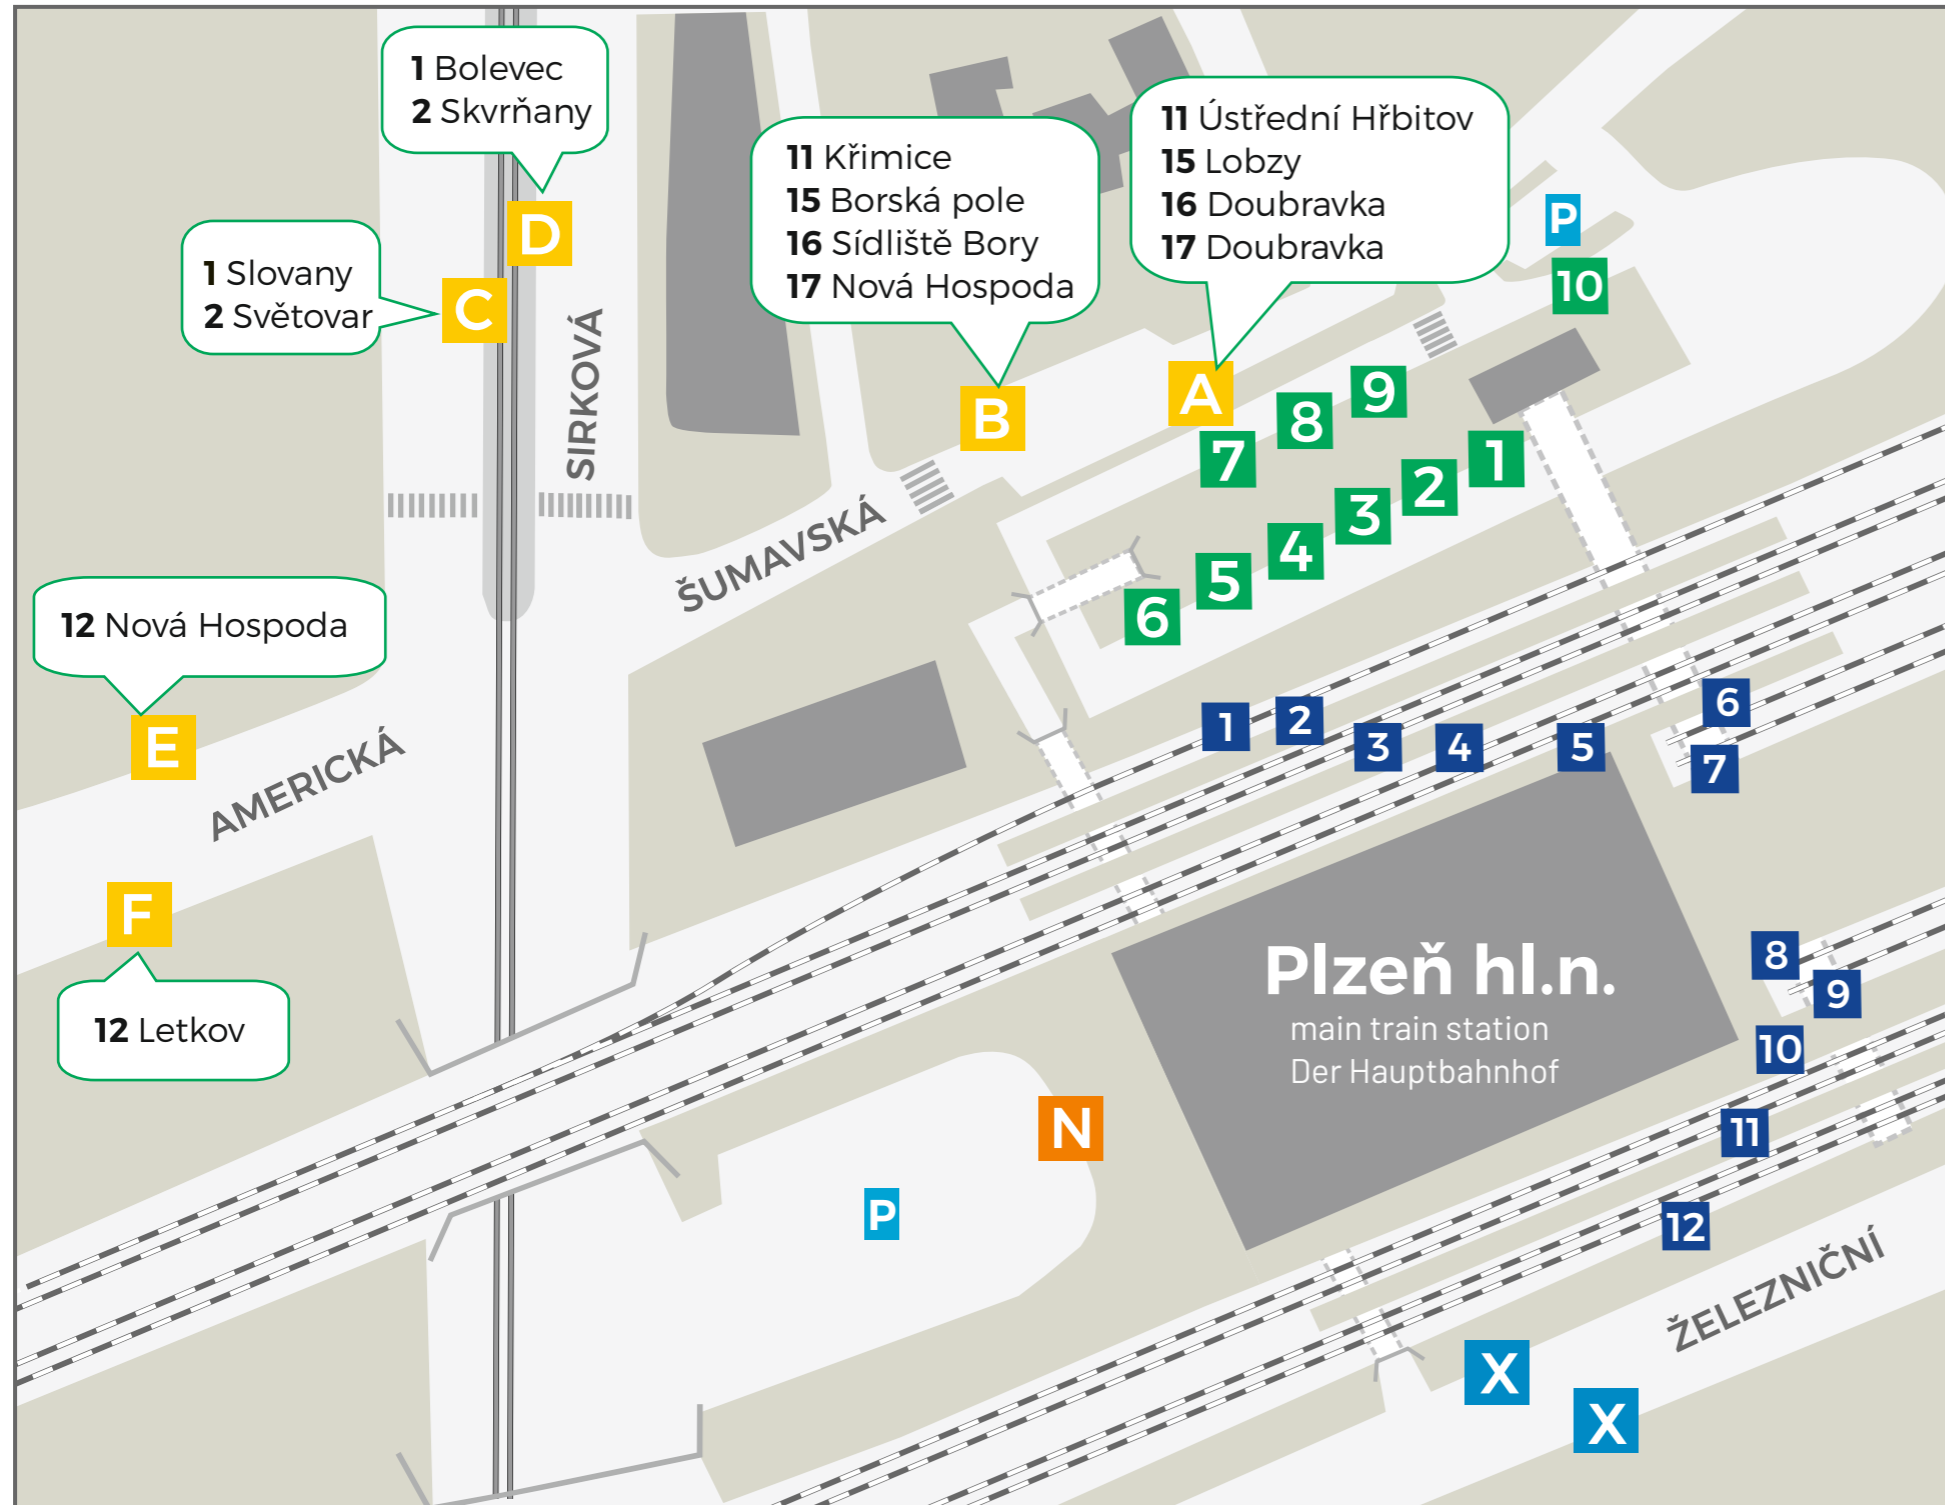 1 Bolevec
2 Skvrňany
11 Křimice
15 Borská pole
16 Sídliště Bory
17 Nová Hospoda
11 Ústřední Hřbitov
15 Lobzy
16 Doubravka
17 Doubravka
P
10
D
1 Slovany
2 Světovar
C
SIRKOVÁ
B
A
9
8
7
1
2
3
4
5
6
ŠUMAVSKÁ
12 Nová Hospoda
E
AMERICKÁ
1
2
3
4
5
6
7
F
12 Letkov
Plzeň hl.n.
main train station
Der Hauptbahnhof
8
9
10
11
12
N
P
ŽELEZNIČNÍ
X
X